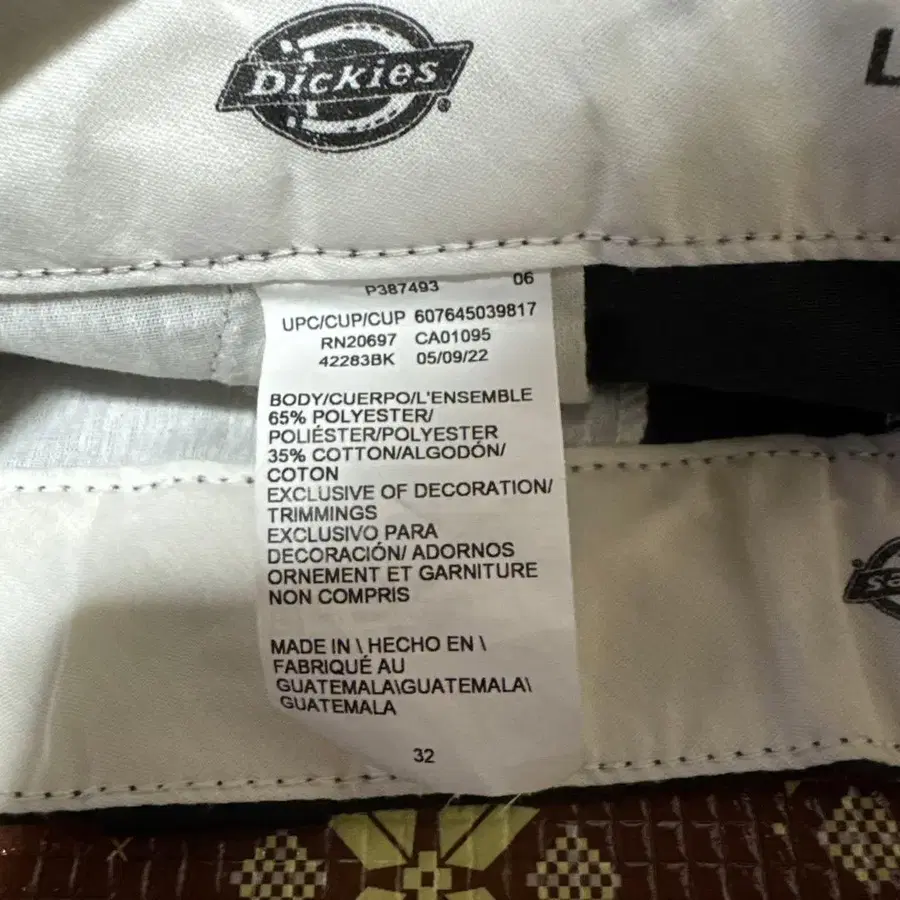 Dickies
P387493 06
UPC/CUP/CUP 607645039817
RN20697 CA01095
42283BK 05/09/22
BODY/CUERPO/L'ENSEMBLE
65% POLYESTER/
POLIÉSTER/POLYESTER
35% COTTON/ALGODÓN/
COTON
EXCLUSIVE OF DECORATION/
TRIMMINGS
EXCLUSIVO PARA
DECORACIÓN/ ADORNOS
ORNEMENT ET GARNITURE
NON COMPRIS
MADE IN \ HECHO EN \
FABRIQUÉ AU
GUATEMALA\GUATEMALA\
GUATEMALA
32